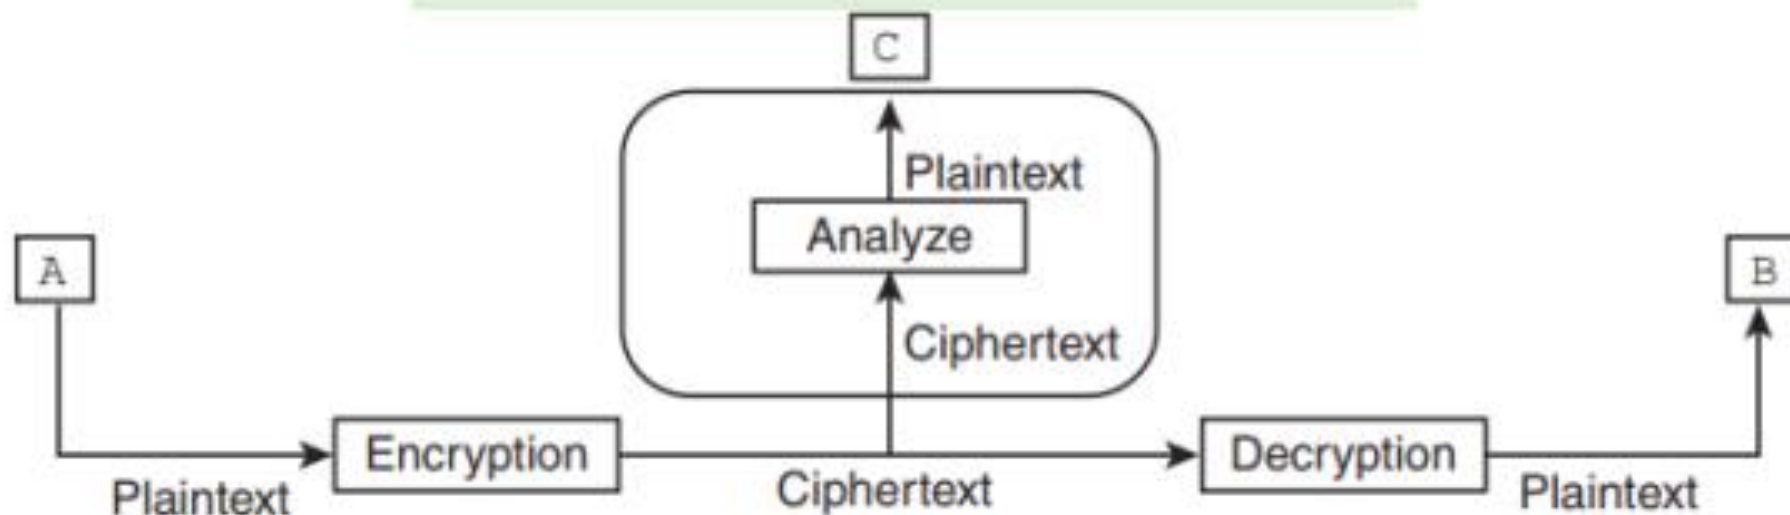 C
Plaintext
Analyze
A
B
Ciphertext
Encryption
Decryption
Plaintext
Ciphertext
Plaintext